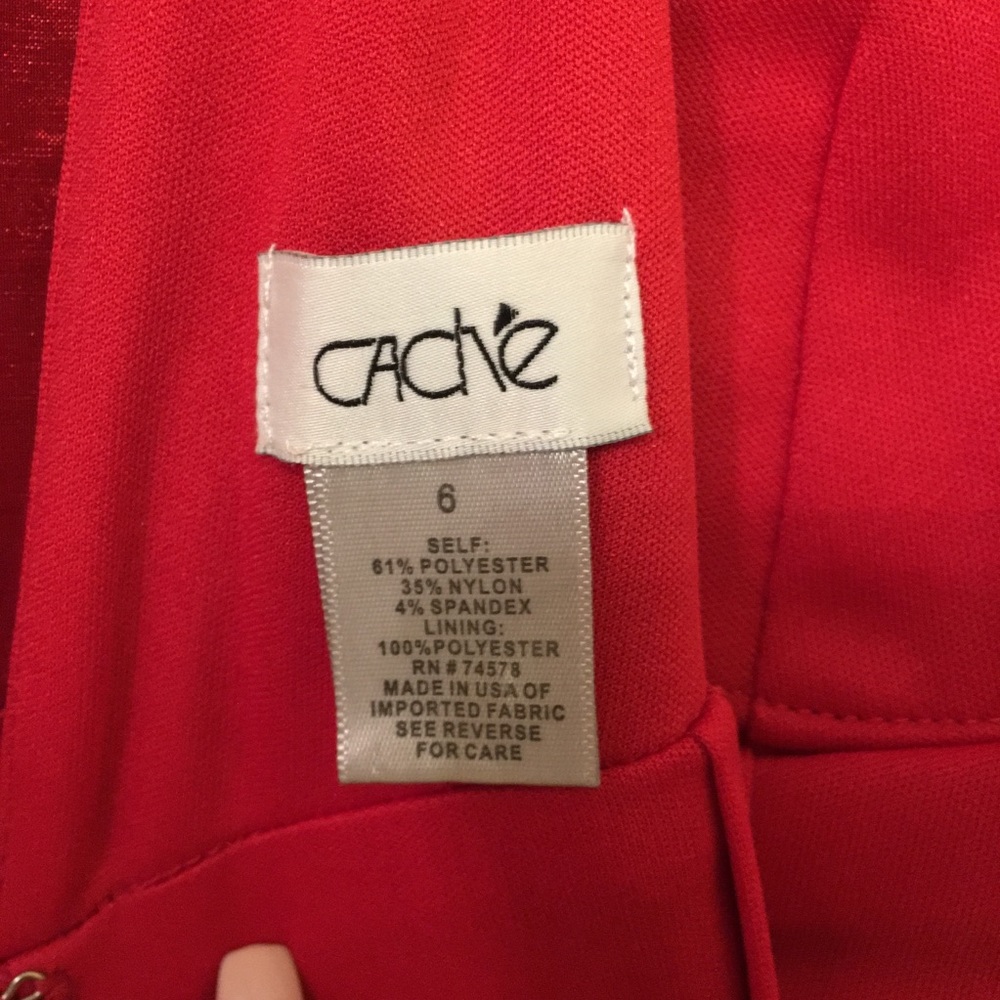 CACHÉ
6
SELF:
61% POLYESTER
35% NYLON
4% SPANDEX
LINING:
100%POLYESTER
RN # 74578
MADE IN USA OF
IMPORTED FABRIC
SEE REVERSE
FOR CARE